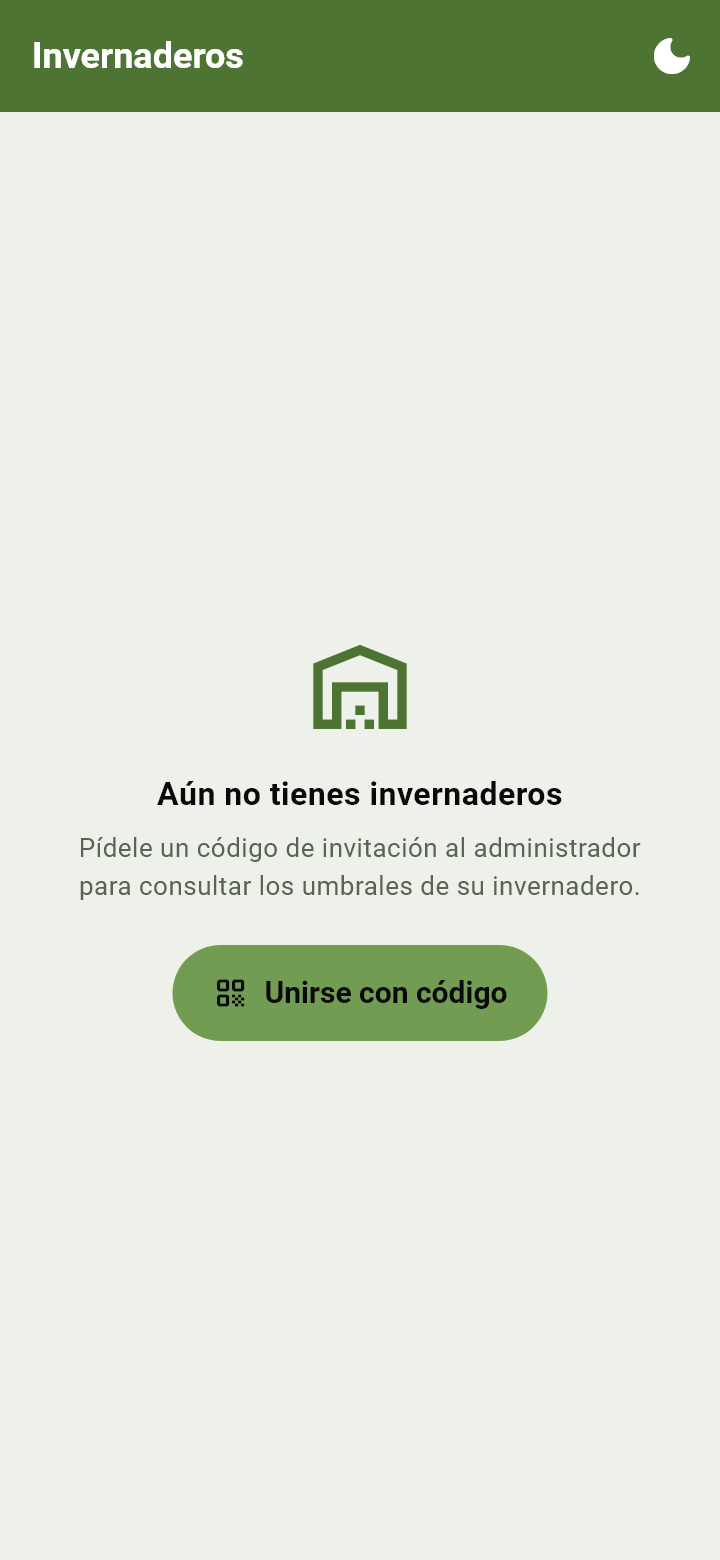 Invernaderos
Aún no tienes invernaderos
Pídele un código de invitación al administrador
para consultar los umbrales de su invernadero.
Unirse con código